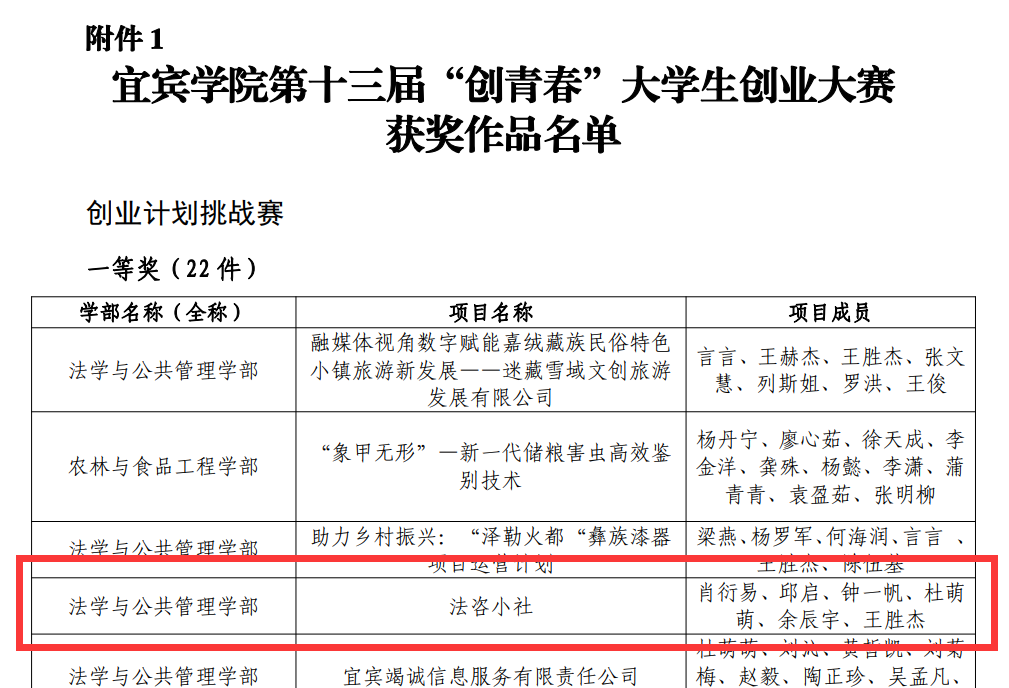 附件 1
宜宾学院第十三届“创青春”大学生创业大赛
获奖作品名单
创业计划挑战赛
一等奖（22 件）
学部名称（全称）
项目名称
项目成员
法学与公共管理学部
融媒体视角数字赋能嘉绒藏族民俗特色
小镇旅游新发展——迷藏雪域文创旅游
发展有限公司
言言、王赫杰、王胜杰、张文
慧、列斯姐、罗洪、王俊
农林与食品工程学部
“象甲无形”—新一代储粮害虫高效鉴
别技术
杨丹宁、廖心茹、徐天成、李
金洋、龚殊、杨懿、李潇、蒲
青青、袁盈茹、张明柳
法学与公共管理学部
助力乡村振兴：“泽勒火都“彝族漆器
项目运营计划
梁燕、杨罗军、何海润、言言 、
王胜杰、陈伍基
法学与公共管理学部
法咨小社
肖衍易、邱启、钟一帆、杜萌
萌、余辰宇、王胜杰
法学与公共管理学部
宜宾竭诚信息服务有限责任公司
杜萌萌、刘沁、黄哲凯、刘菊
梅、赵毅、陶正珍、吴孟凡、